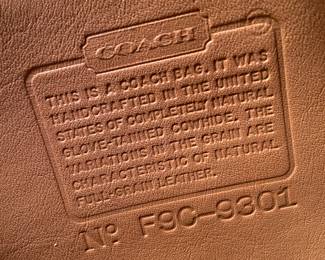 COACH
THIS IS A COACH BAG. IT WAS
HANDCRAFTED IN THE UNITED
STATES OF COMPLETELY NATURAL
GLOVE-TANNED COWHIDE. THE
VARIATIONS IN THE GRAIN ARE
CHARACTERISTIC OF NATURAL
FULL-GRAIN LEATHER.
Nº F9C-9301